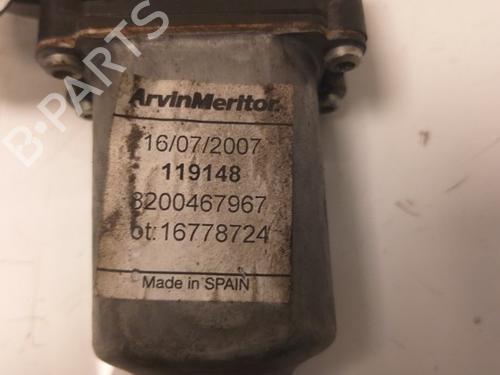 ArvinMeritor.
16/07/2007
119148
8200467967
ot:16778724
Made in SPAIN
B-PARTS